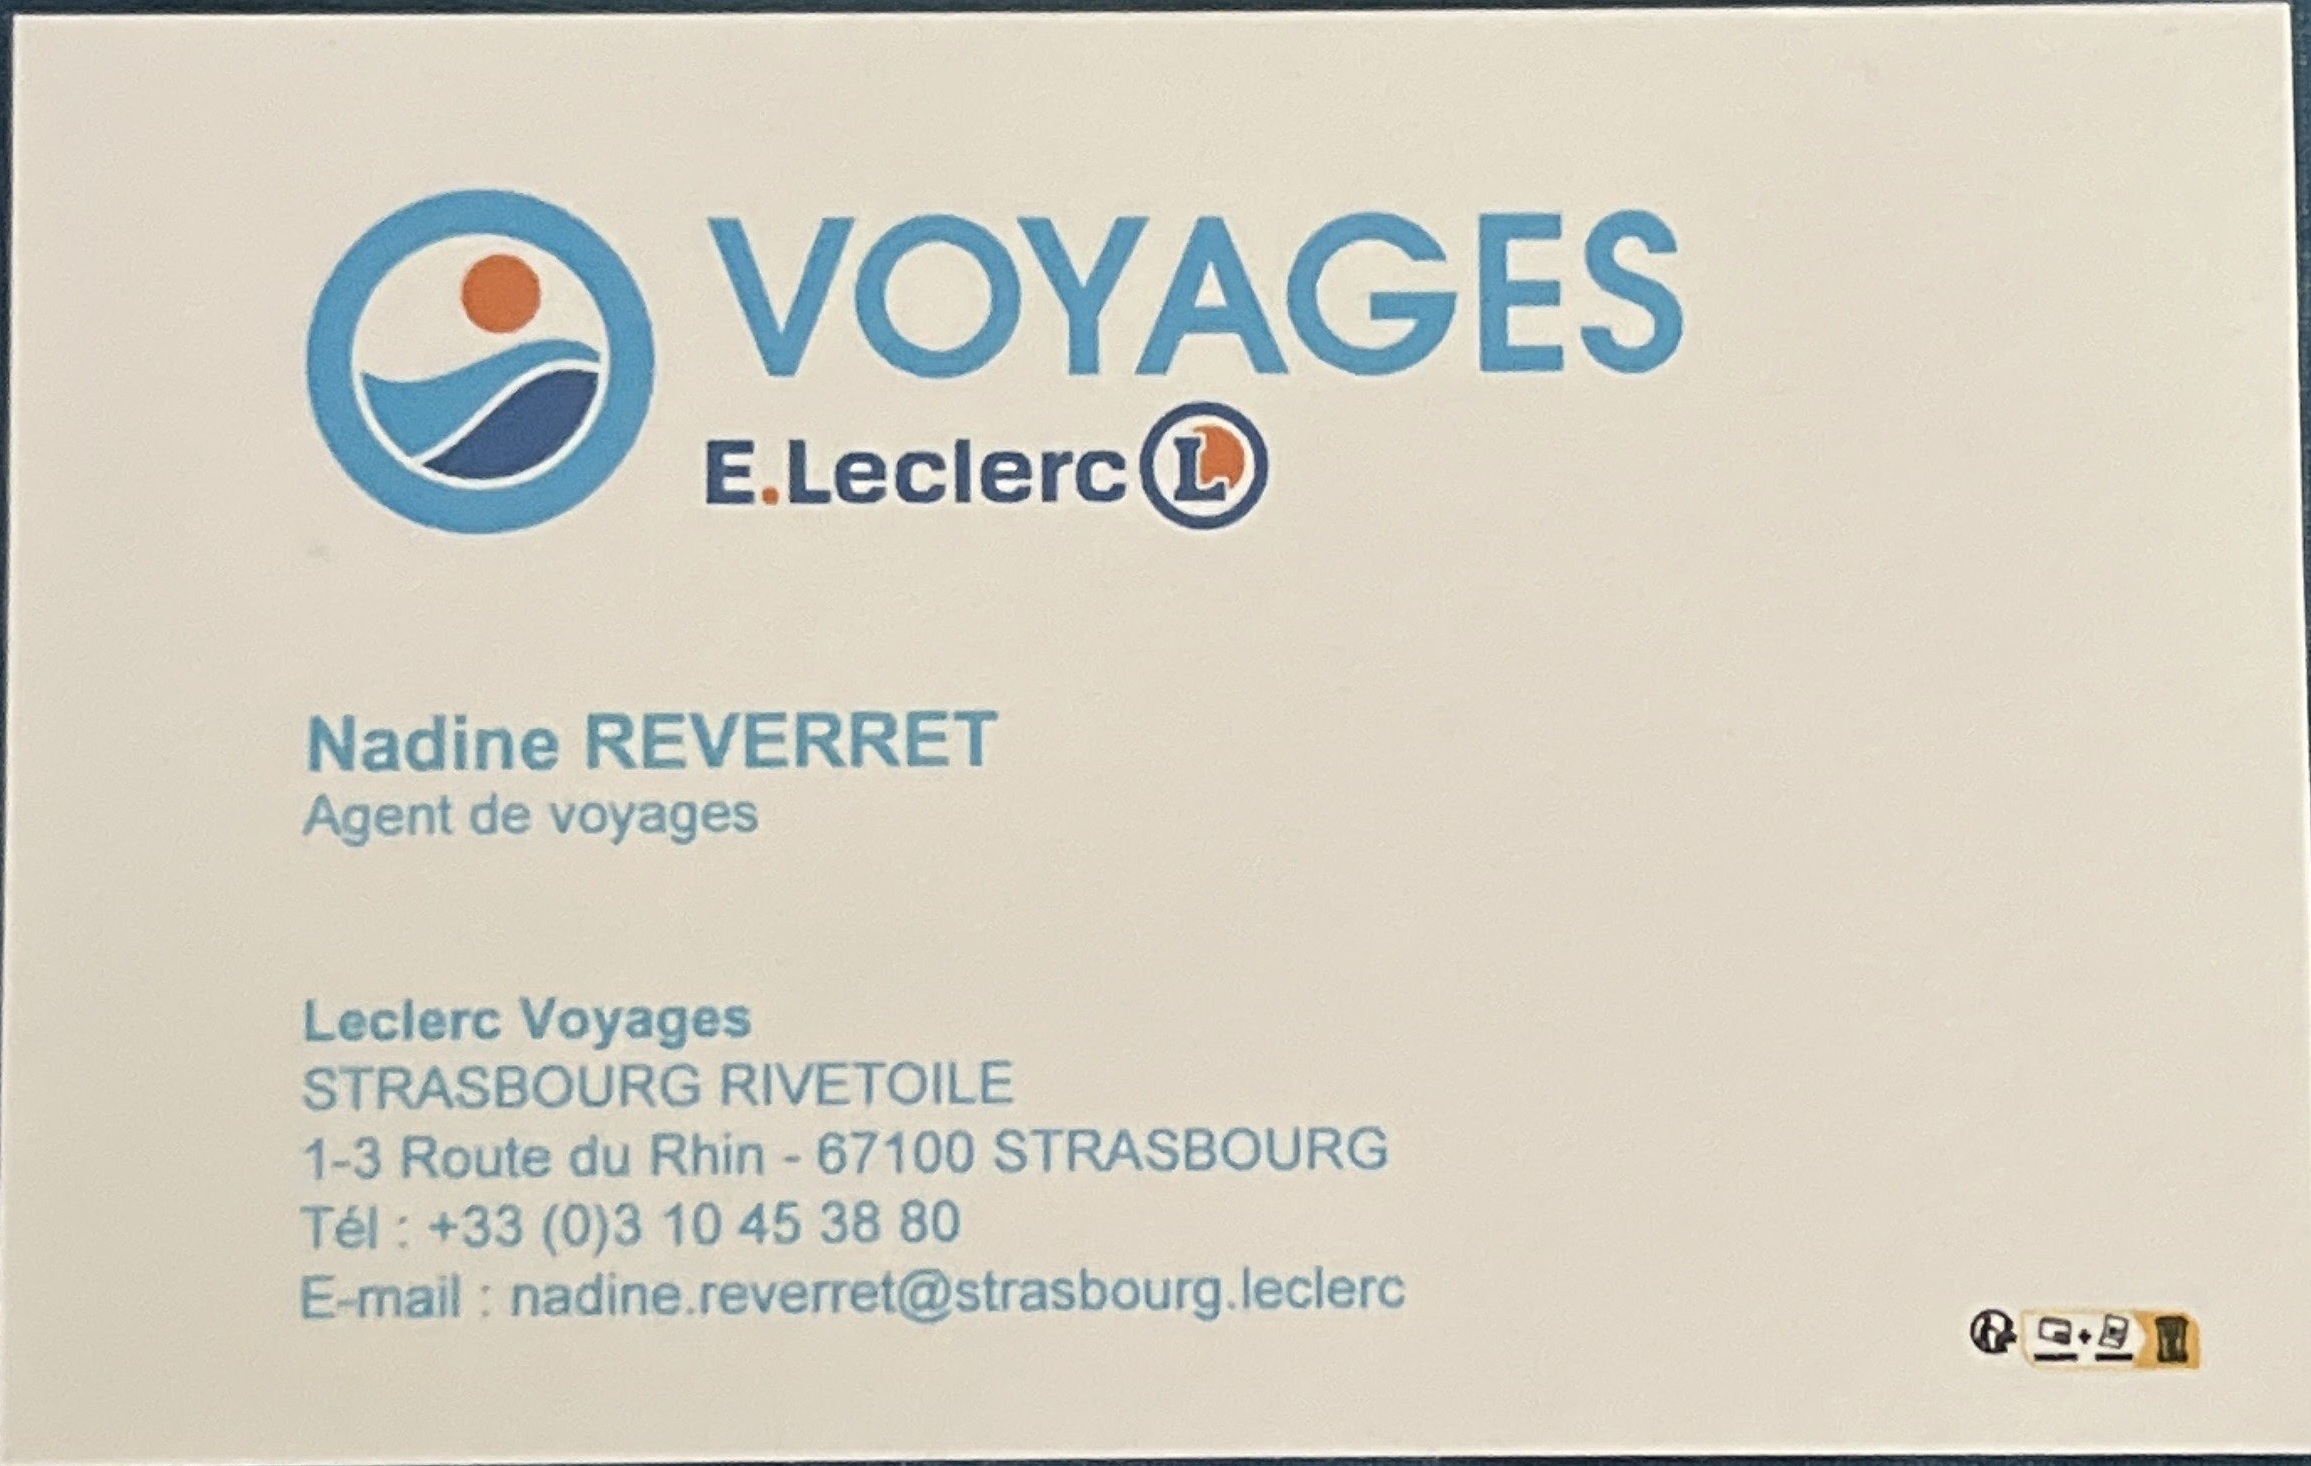 VOYAGES
E.Leclerc L
Nadine REVERRET
Agent de voyages
Leclerc Voyages
STRASBOURG RIVETOILE
1-3 Route du Rhin - 67100 STRASBOURG
Tél : +33 (0)3 10 45 38 80
E-mail : nadine.reverret@strasbourg.leclerc